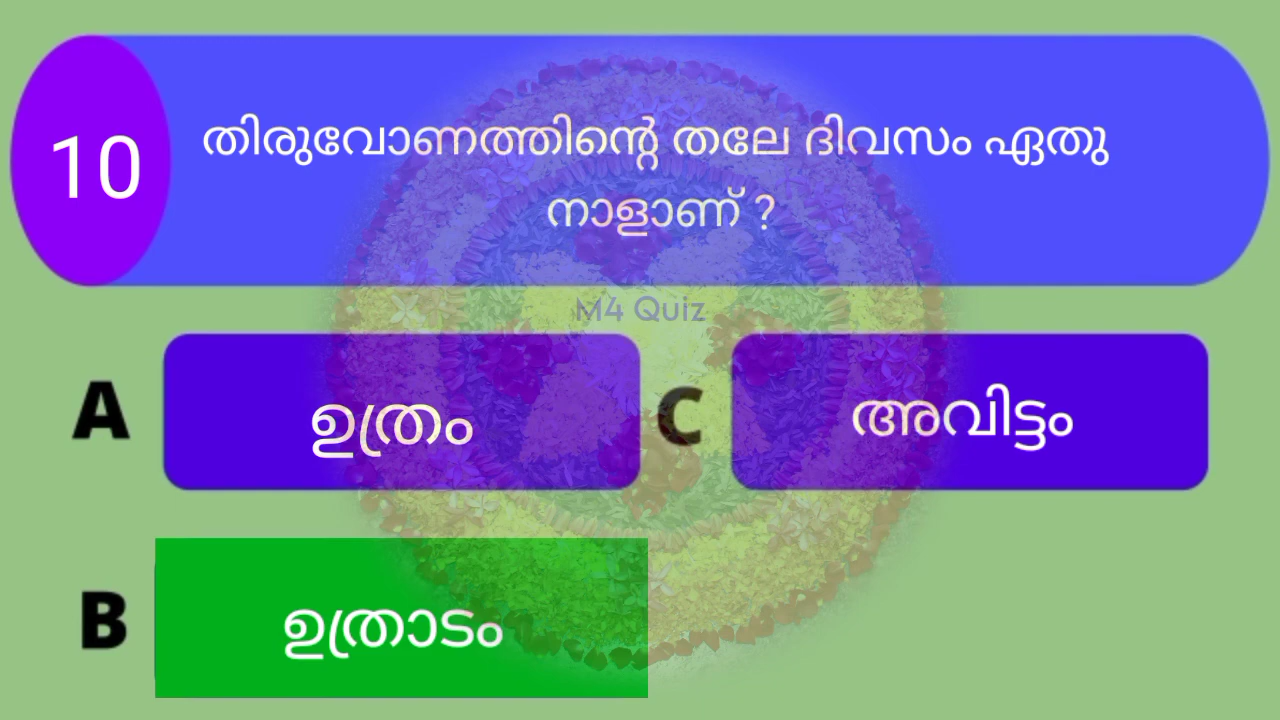 10
തിരുവോണത്തിന്റെ തലേ ദിവസം ഏതു
നാളാണ് ?
M4 Quiz
A
ഉത്രം
C
അവിട്ടം
B
ഉത്രാടം